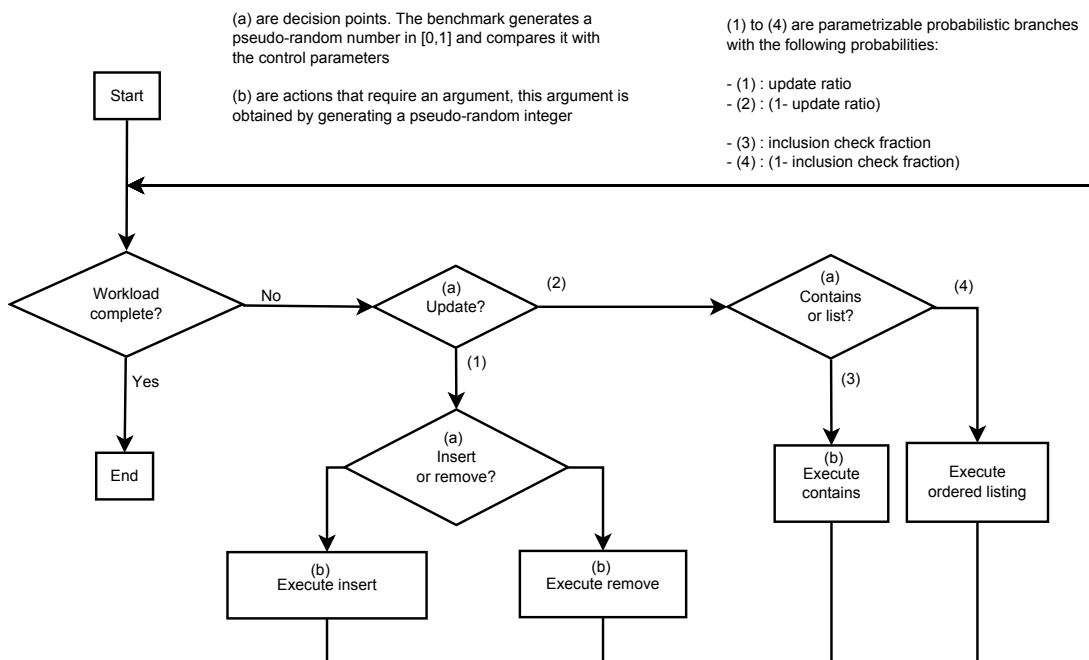 (a) are decision points. The benchmark generates a
pseudo-random number in [0,1] and compares it with
the control parameters
(b) are actions that require an argument, this argument is
obtained by generating a pseudo-random integer
(1) to (4) are parametrizable probabilistic branches
with the following probabilities:
- (1) : update ratio
- (2) : (1- update ratio)
- (3) : inclusion check fraction
- (4) : (1- inclusion check fraction)
Start
Workload
complete?
No
Yes
End
(a)
Update?
(2)
(1)
(a)
Contains
or list?
(4)
(3)
(a)
Insert
or remove?
(b)
Execute
contains
Execute
ordered listing
(b)
Execute insert
(b)
Execute remove